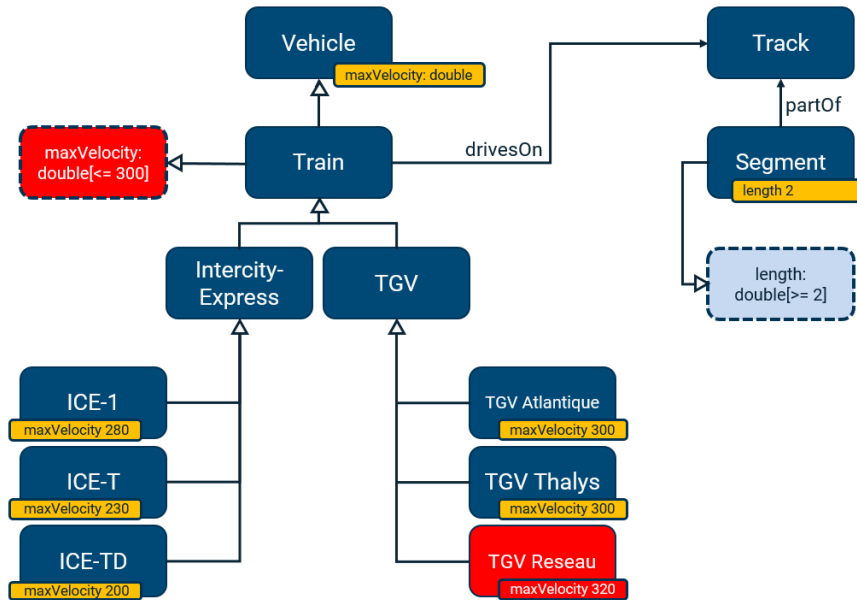 Vehicle
maxVelocity: double
Track
partOf
maxVelocity:
double[<= 300]
Train
drivesOn
Segment
length 2
Intercity-
Express
TGV
length:
double[>= 2]
ICE-1
maxVelocity 280
TGV Atlantique
maxVelocity 300
ICE-T
maxVelocity 230
TGV Thalys
maxVelocity 300
ICE-TD
maxVelocity 200
TGV Reseau
maxVelocity 320